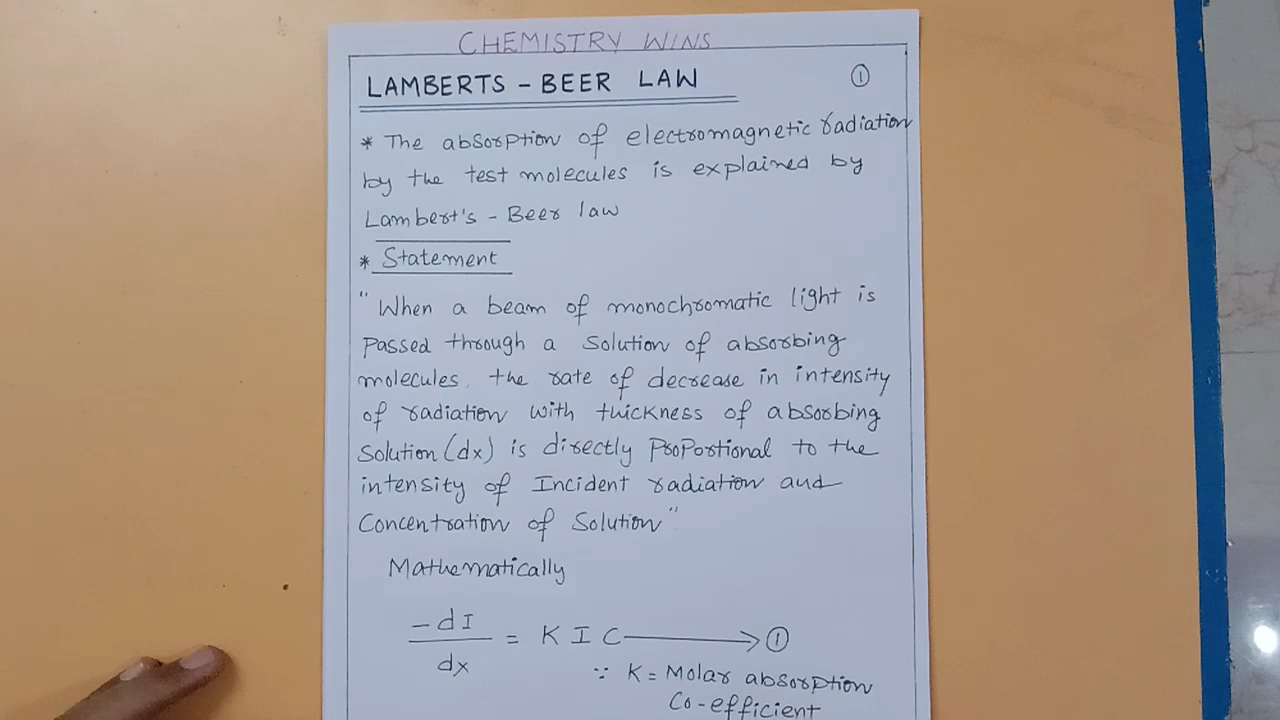 CHEMISTRY WINS
LAMBERTS - BEER LAW ①
* The absorption of electromagnetic radiation
by the test molecules is explained by
Lambert's - Beer law
* Statement
"When a beam of monochromatic light is
Passed through a Solution of absorbing
molecules. the rate of decrease in intensity
of radiation with thickness of absorbing
Solution (dx) is directly Proportional to the
intensity of Incident radiation and
Concentration of Solution"
Mathematically
-dI
dx
= K I C ⟶ ①
∵ K = Molar absorption
Co-efficient